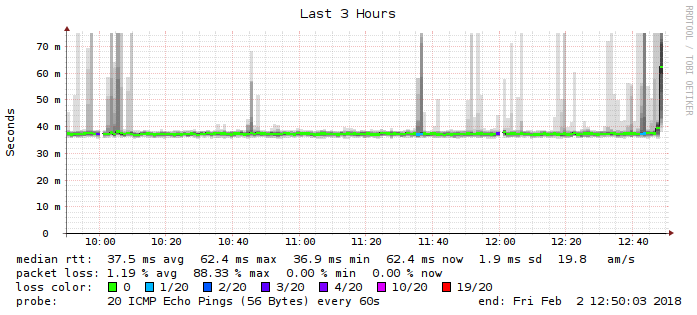 Last 3 Hours
RRDTOOL / TOBI OETIKER
Seconds
70 m
60 m
50 m
40 m
30 m
20 m
10 m
0
10:00 10:20 10:40 11:00 11:20 11:40 12:00 12:20 12:40
median rtt: 37.5 ms avg 62.4 ms max 36.9 ms min 62.4 ms now 1.9 ms sd 19.8 am/s
packet loss: 1.19 % avg 88.33 % max 0.00 % min 0.00 % now
loss color: 0 1/20 2/20 3/20 4/20 10/20 19/20
probe: 20 ICMP Echo Pings (56 Bytes) every 60s end: Fri Feb 2 12:50:03 2018